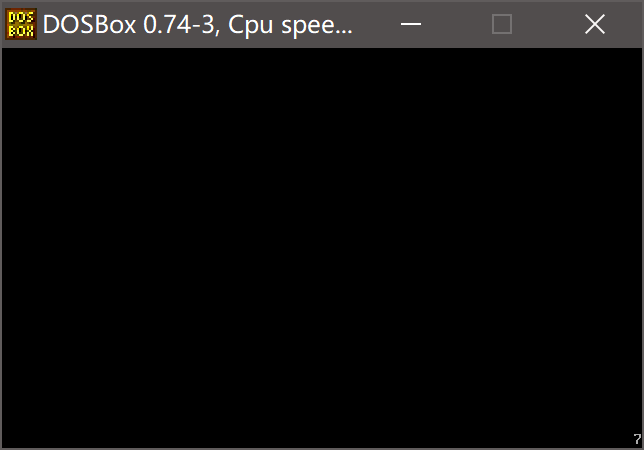 DOS
BOX
DOSBox 0.74-3, Cpu spee...
7